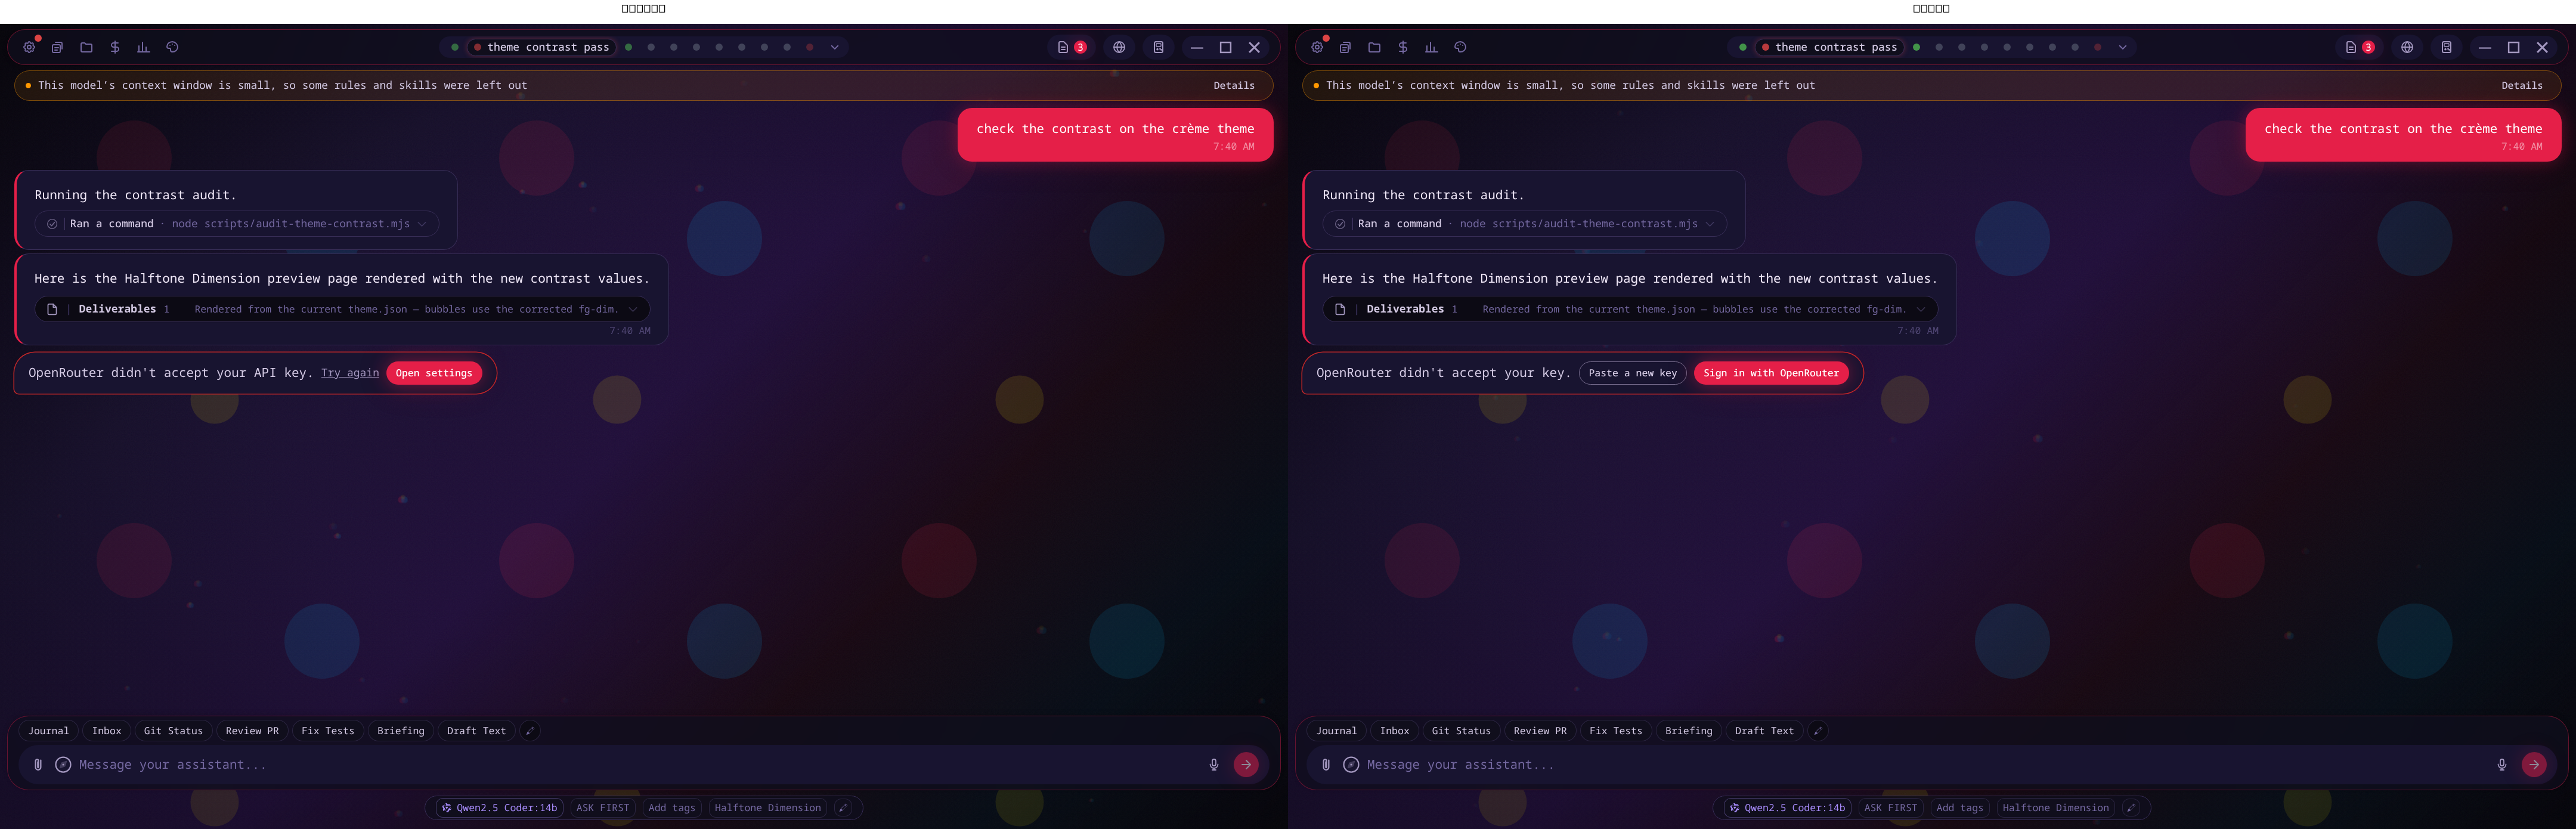 theme contrast pass
3
This model's context window is small, so some rules and skills were left out
Details
check the contrast on the crème theme
7:40 AM
Running the contrast audit.
Ran a command · node scripts/audit-theme-contrast.mjs
Here is the Halftone Dimension preview page rendered with the new contrast values.
Deliverables 1 Rendered from the current theme.json — bubbles use the corrected fg-dim.
7:40 AM
OpenRouter didn't accept your API key. Try again Open settings
Journal Inbox Git Status Review PR Fix Tests Briefing Draft Text
Message your assistant...
Qwen2.5 Coder:14b ASK FIRST Add tags Halftone Dimension
theme contrast pass
3
This model's context window is small, so some rules and skills were left out
Details
check the contrast on the crème theme
7:40 AM
Running the contrast audit.
Ran a command · node scripts/audit-theme-contrast.mjs
Here is the Halftone Dimension preview page rendered with the new contrast values.
Deliverables 1 Rendered from the current theme.json — bubbles use the corrected fg-dim.
7:40 AM
OpenRouter didn't accept your key. Paste a new key Sign in with OpenRouter
Journal Inbox Git Status Review PR Fix Tests Briefing Draft Text
Message your assistant...
Qwen2.5 Coder:14b ASK FIRST Add tags Halftone Dimension